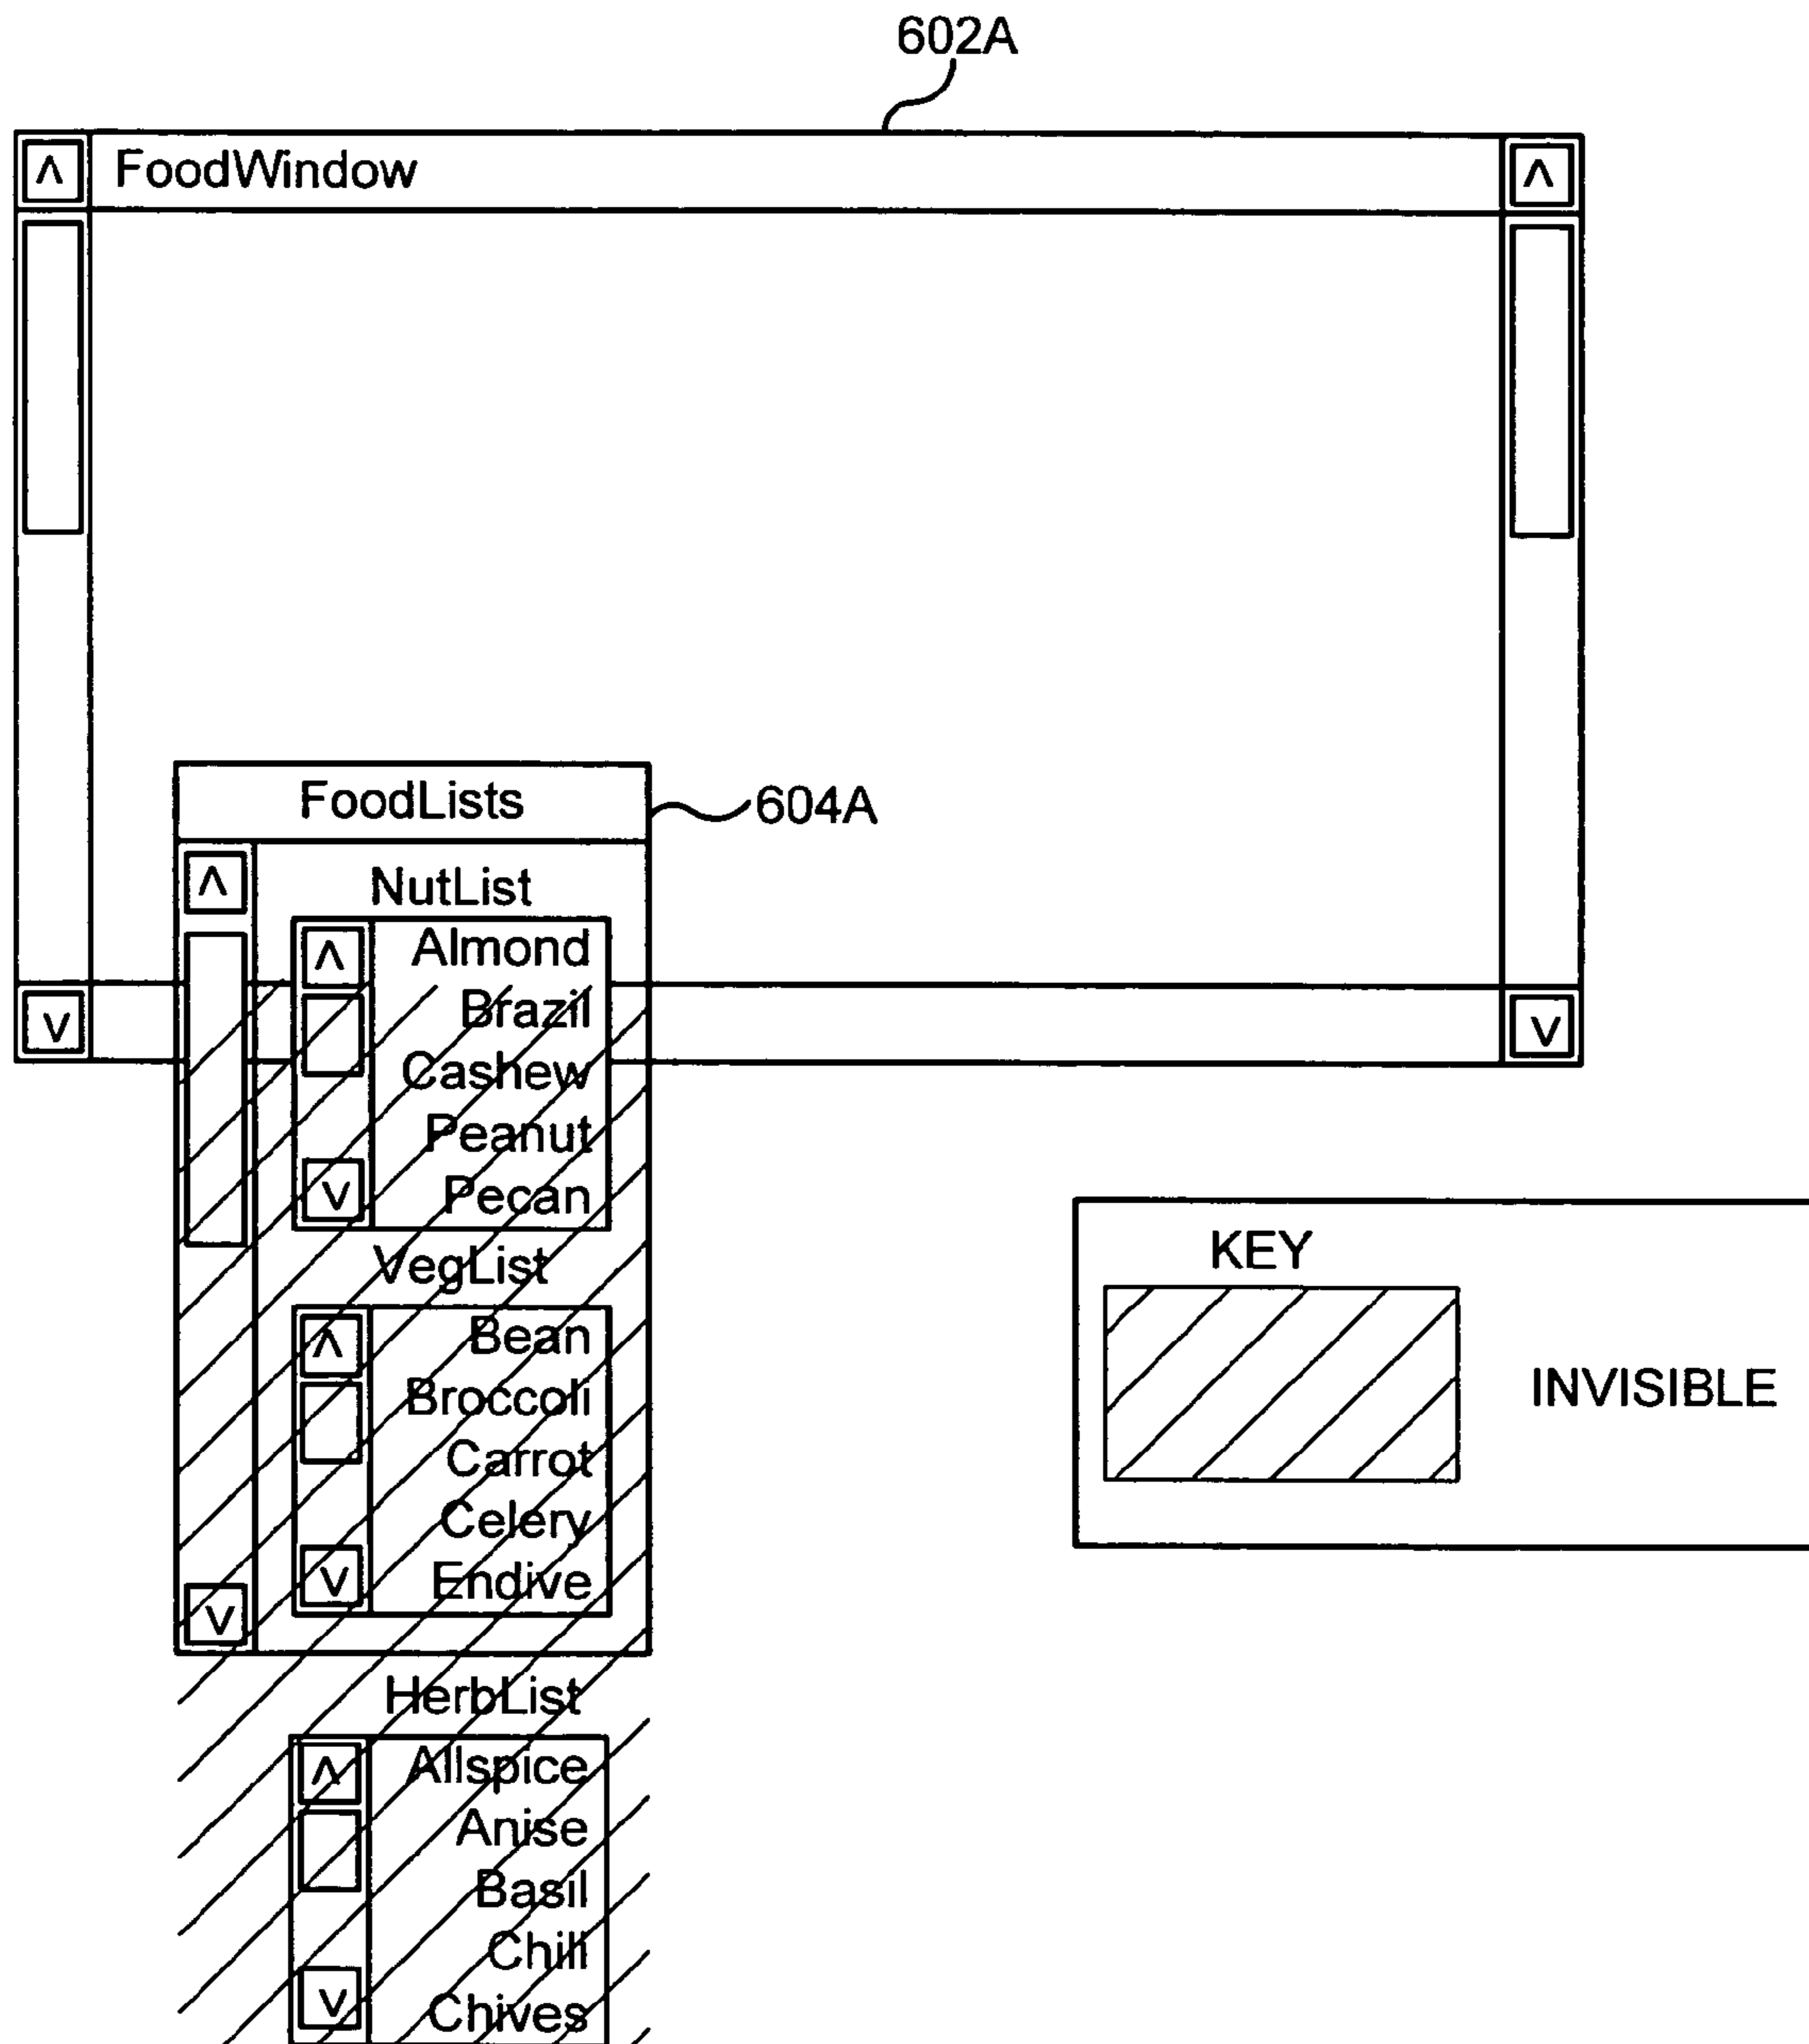 602A
^ FoodWindow ^
FoodLists
604A
^ NutList
^ Almond
Brazil
v v
Cashew
Peanut
v Pecan
KEY
VegList
^ Bean
INVISIBLE
Broccoli
Carrot
Celery
v Endive
v
HerbList
^ Allspice
Anise
Basil
Chill
v Chives